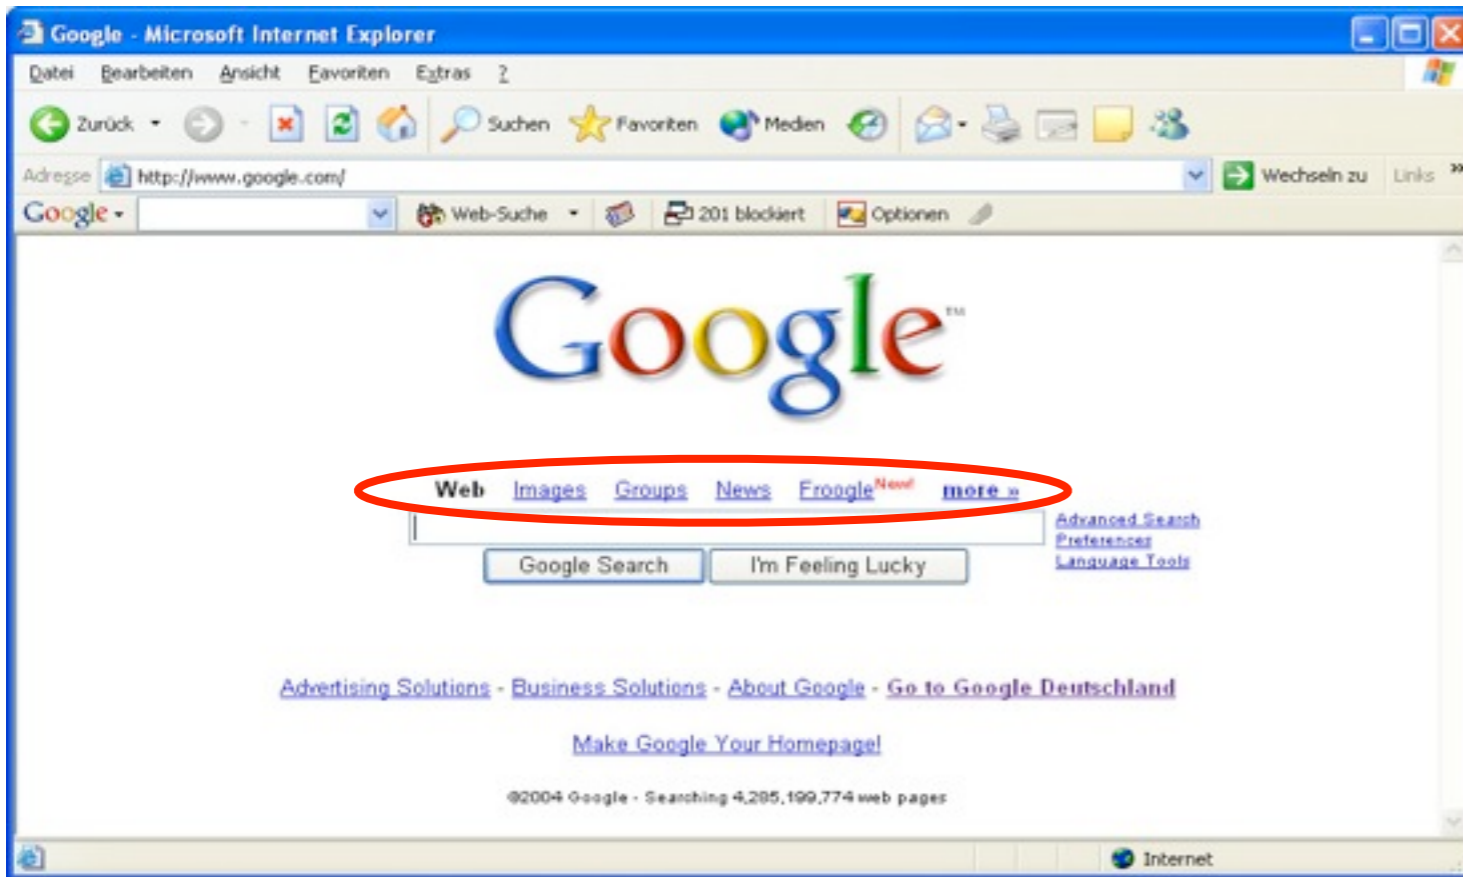 Google - Microsoft Internet Explorer
Datei Bearbeiten Ansicht Favoriten Extras ?
Zurück Suchen Favoriten Medien
Adresse http://www.google.com/ Wechseln zu Links »
Google Web-Suche 201 blockiert Optionen
Google™
Web Images Groups News Froogle New! more »
Advanced Search
Preferences
Language Tools
Google Search I'm Feeling Lucky
Advertising Solutions - Business Solutions - About Google - Go to Google Deutschland
Make Google Your Homepage!
©2004 Google - Searching 4,285,199,774 web pages
Internet